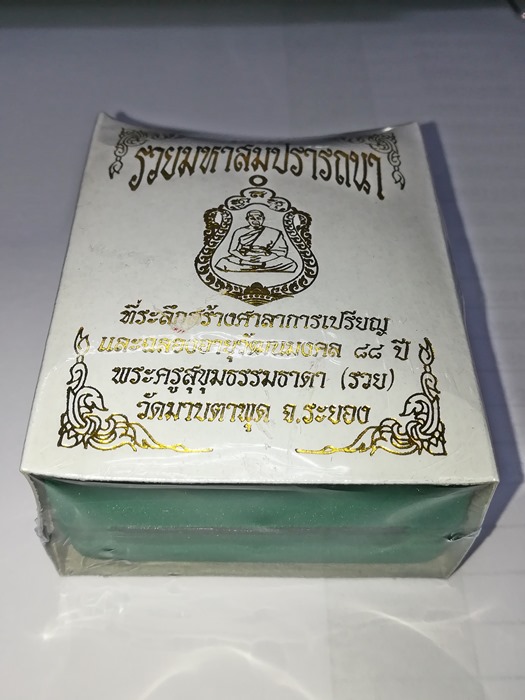 รวยมหาสมปรารถนา
ที่ระลึกสร้างศาลาการเปรียญ
และฉลองอายุวัฒนมงคล ๘๘ ปี
พระครูสุขุมธรรมธาดา (รวย)
วัดมาบตาพุด จ.ระยอง